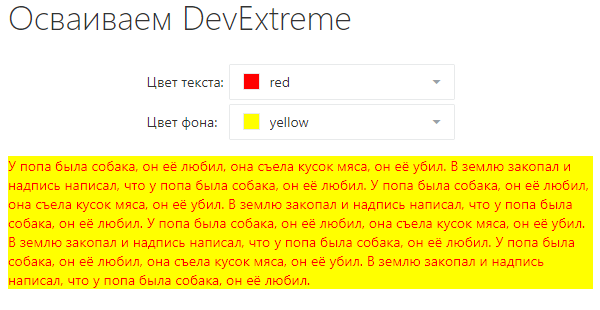 Осваиваем DevExtreme
Цвет текста: red
Цвет фона: yellow
У попа была собака, он её любил, она съела кусок мяса, он её убил. В землю закопал и
надпись написал, что у попа была собака, он её любил. У попа была собака, он её любил,
она съела кусок мяса, он её убил. В землю закопал и надпись написал, что у попа была
собака, он её любил. У попа была собака, он её любил, она съела кусок мяса, он её убил.
В землю закопал и надпись написал, что у попа была собака, он её любил. У попа была
собака, он её любил, она съела кусок мяса, он её убил. В землю закопал и надпись
написал, что у попа была собака, он её любил.